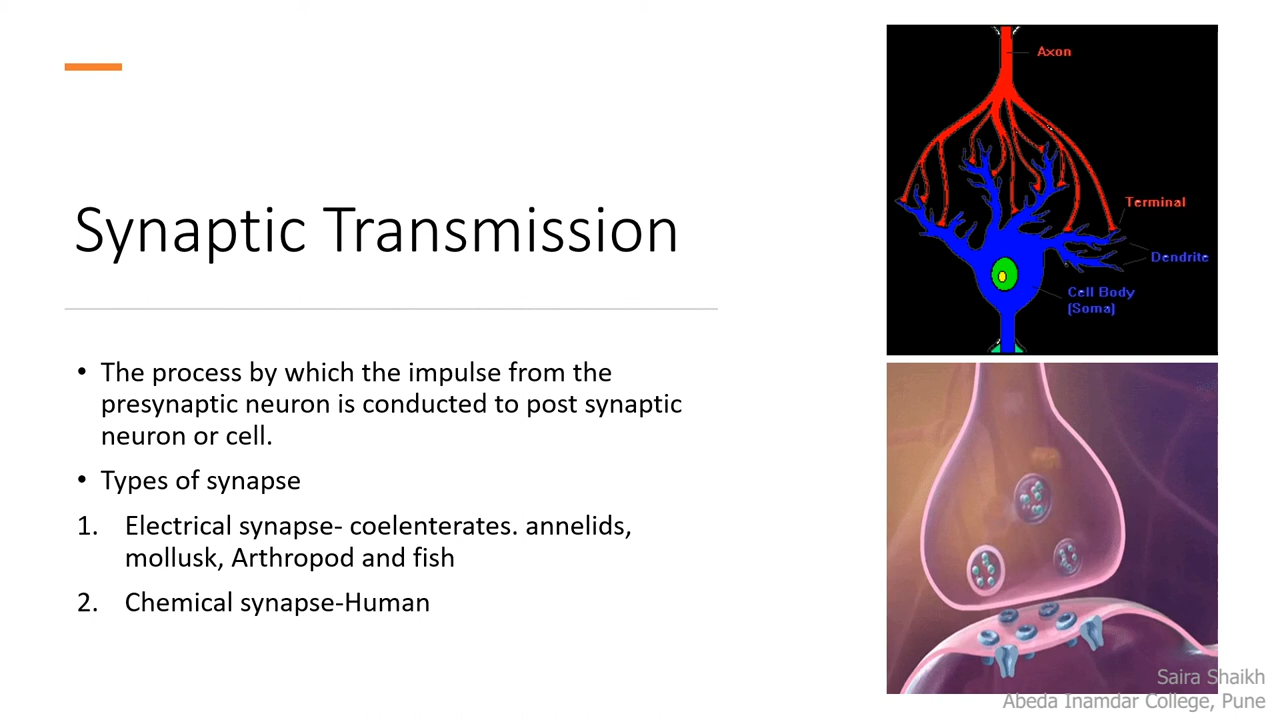 Synaptic Transmission
• The process by which the impulse from the
presynaptic neuron is conducted to post synaptic
neuron or cell.
• Types of synapse
1. Electrical synapse- coelenterates. annelids,
mollusk, Arthropod and fish
2. Chemical synapse-Human
Axon
Terminal
Dendrite
Cell Body
(Soma)
Saira Shaikh
Abeda Inamdar College, Pune